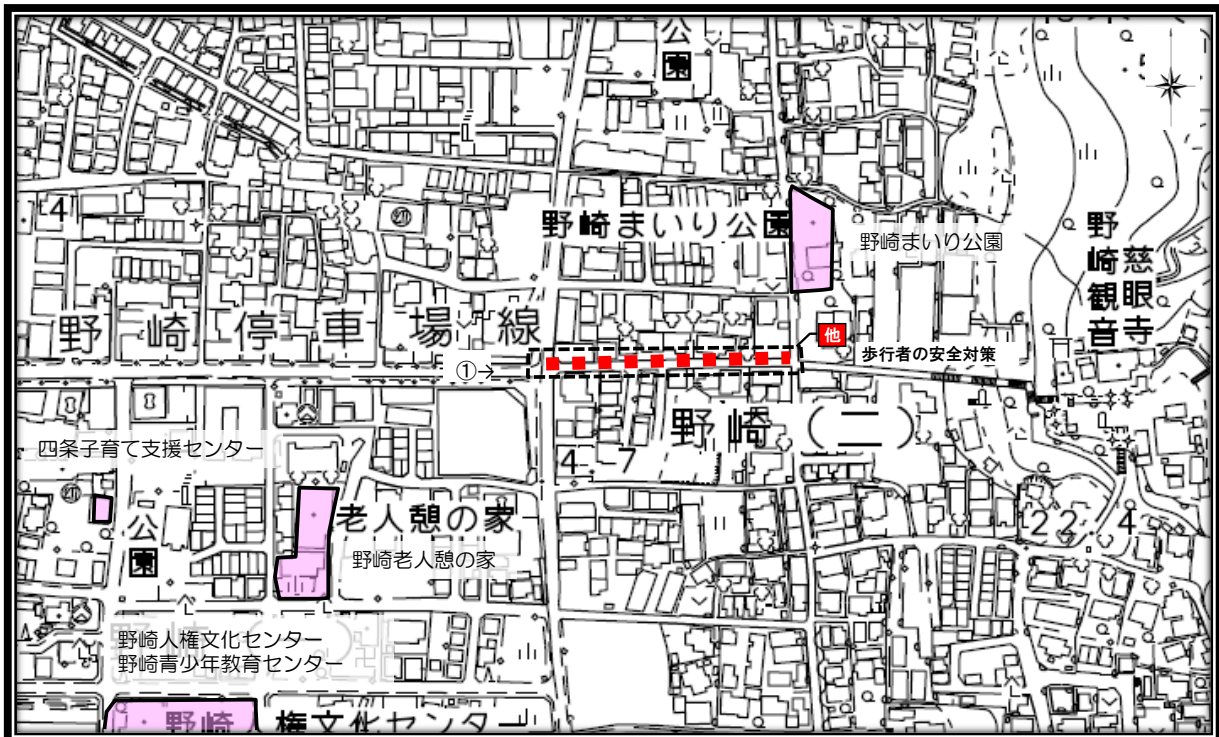 公園
4
幼
野崎まいり公園
野崎まいり公園
野崎観音
慈眼寺
野崎停車場線
他
歩行者の安全対策
①→
野崎(二)
4.7
四条子育て支援センター
幼
公園
老人憩の家
野崎老人憩の家
22.4
野崎人権文化センター
野崎青少年教育センター
野崎 権文化センター